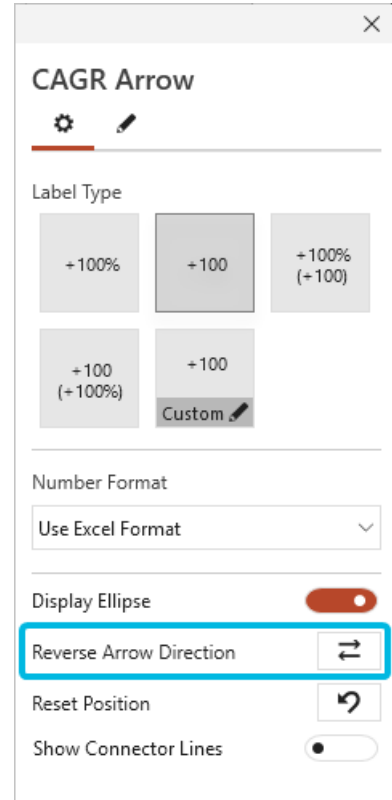 CAGR Arrow
Label Type
+100%
+100
+100%
(+100)
+100
(+100%)
+100
Custom
Number Format
Use Excel Format
Display Ellipse
Reverse Arrow Direction
Reset Position
Show Connector Lines